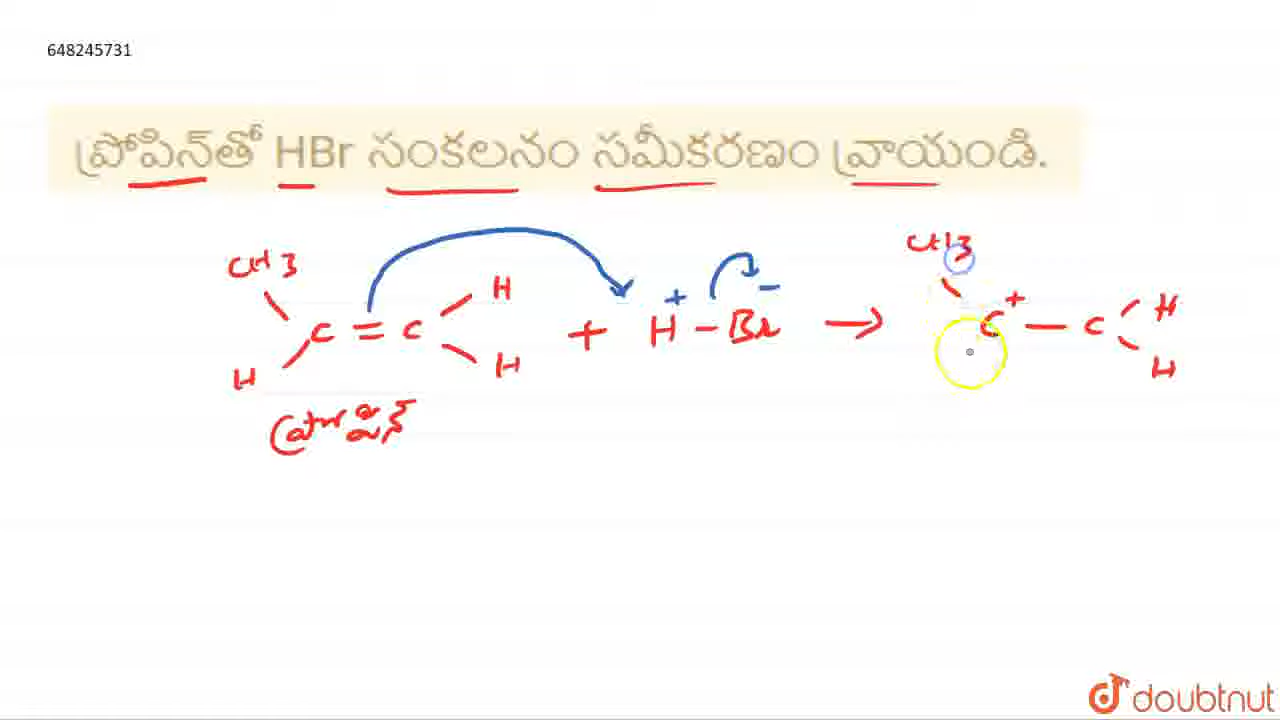 648245731
ప్రోపిన్‌తో HBr సంకలనం సమీకరణం వ్రాయండి.
CH3 H + - CH3 +
C = C + H - Br → C - C H
H H H
doubtnut